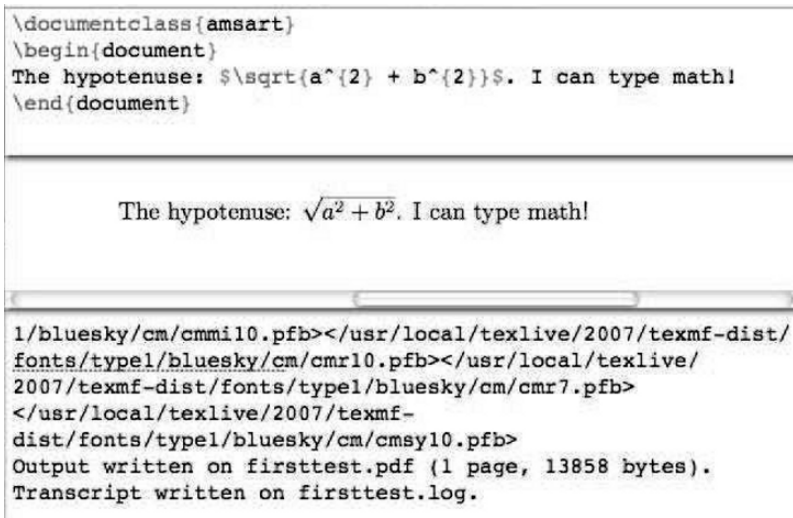 \documentclass{amsart}
\begin{document}
The hypotenuse: $\sqrt{a^{2} + b^{2}}$. I can type math!
\end{document}
The hypotenuse: √a² + b². I can type math!
1/bluesky/cm/cmmi10.pfb></usr/local/texlive/2007/texmf-dist/
fonts/type1/bluesky/cm/cmr10.pfb></usr/local/texlive/
2007/texmf-dist/fonts/type1/bluesky/cm/cmr7.pfb>
</usr/local/texlive/2007/texmf-
dist/fonts/type1/bluesky/cm/cmsy10.pfb>
Output written on firsttest.pdf (1 page, 13858 bytes).
Transcript written on firsttest.log.